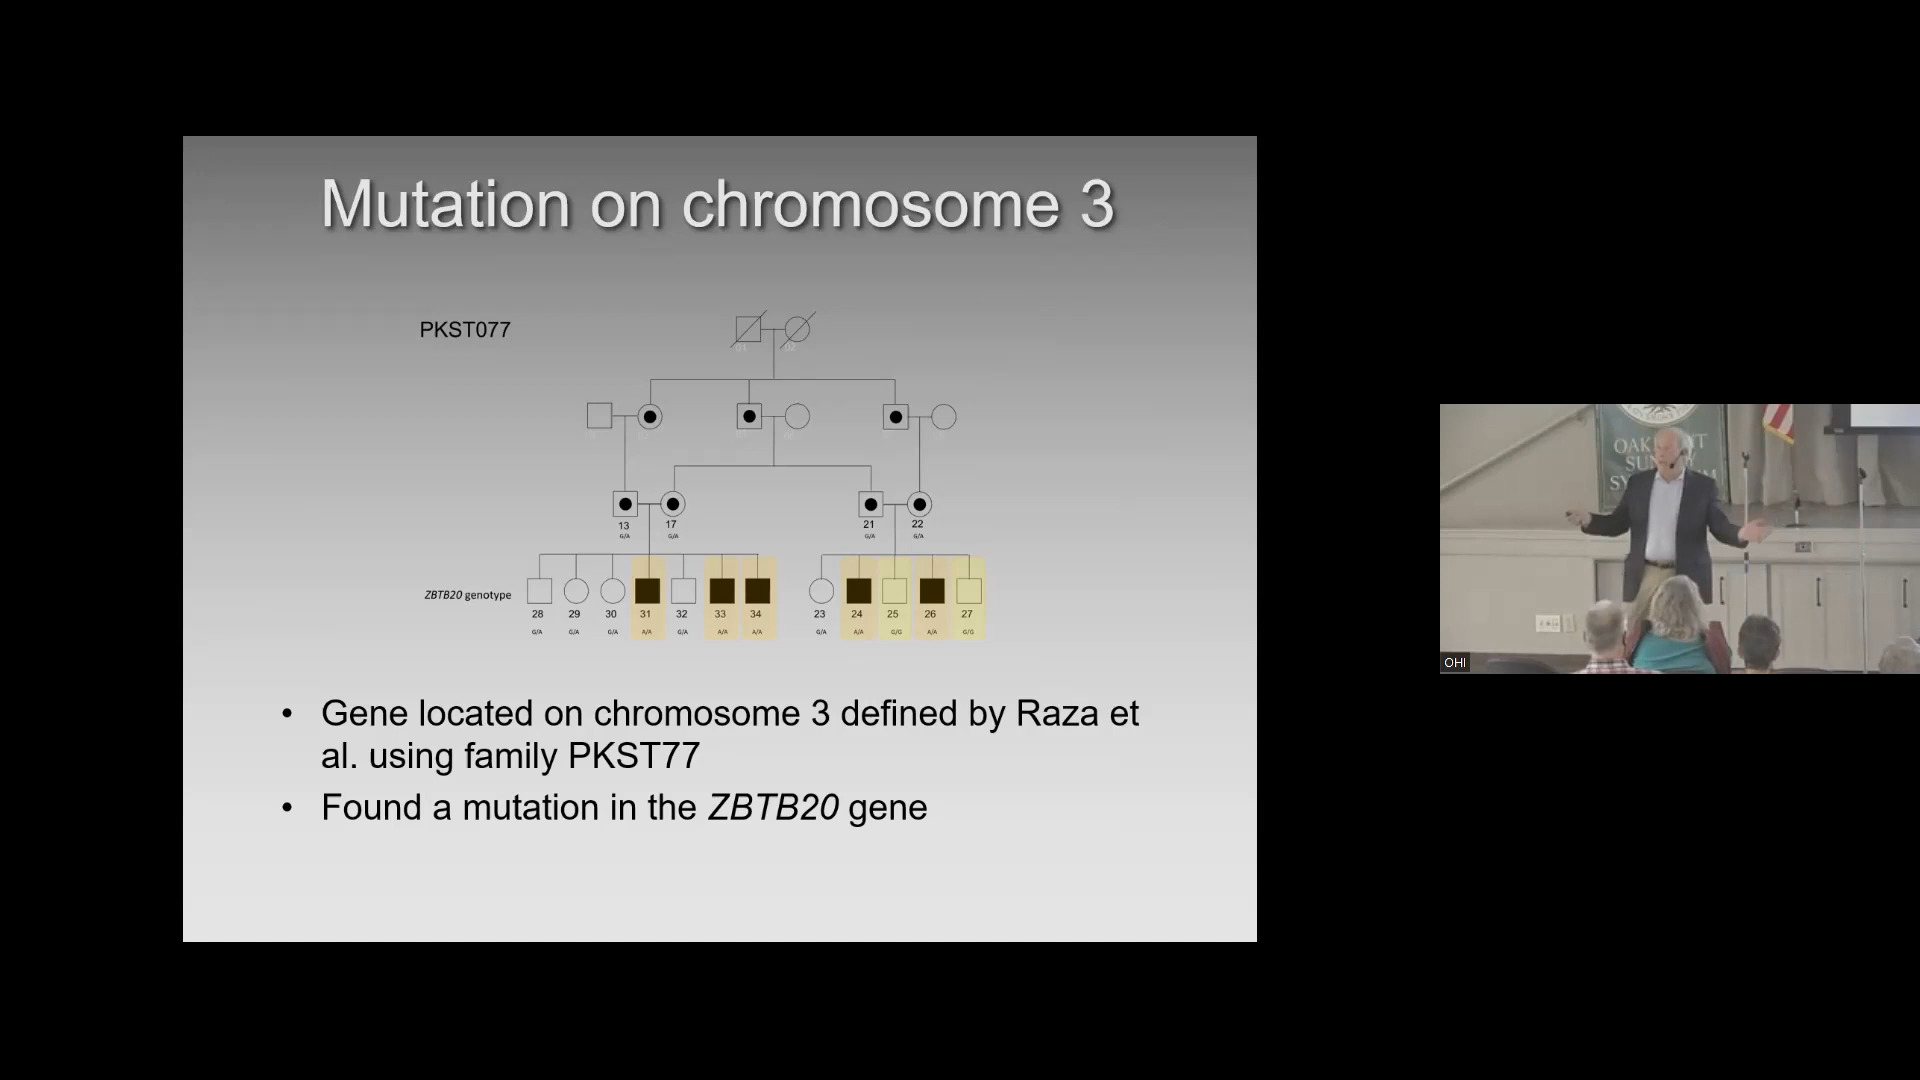 Mutation on chromosome 3
PKST077
01 02
13 17 21 22
G/A G/A G/A G/A
ZBTB20 genotype
28 29 30 31 32 33 34 23 24 25 26 27
G/A G/A G/A A/A G/A A/A A/A G/A A/A G/G A/A G/G
• Gene located on chromosome 3 defined by Raza et
al. using family PKST77
• Found a mutation in the ZBTB20 gene
OHI